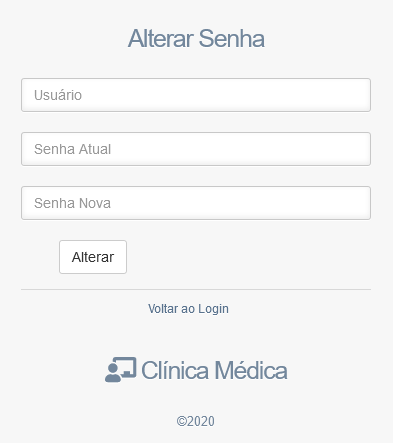 Alterar Senha
Usuário
Senha Atual
Senha Nova
Alterar
Voltar ao Login
Clínica Médica
©2020